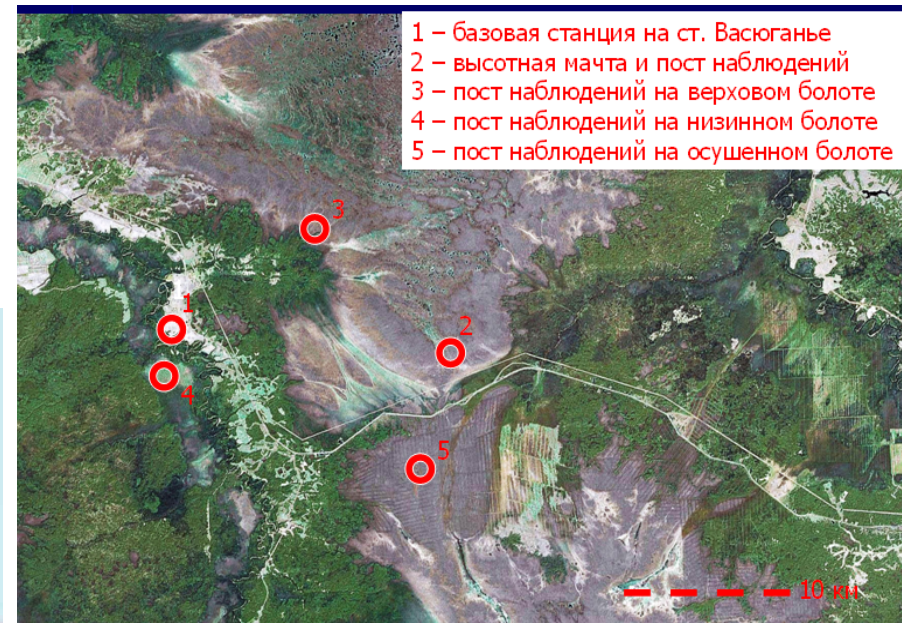 1 – базовая станция на ст. Васюганье
2 – высотная мачта и пост наблюдений
3 – пост наблюдений на верховом болоте
4 – пост наблюдений на низинном болоте
5 – пост наблюдений на осушенном болоте
3
1
2
4
5
10 км